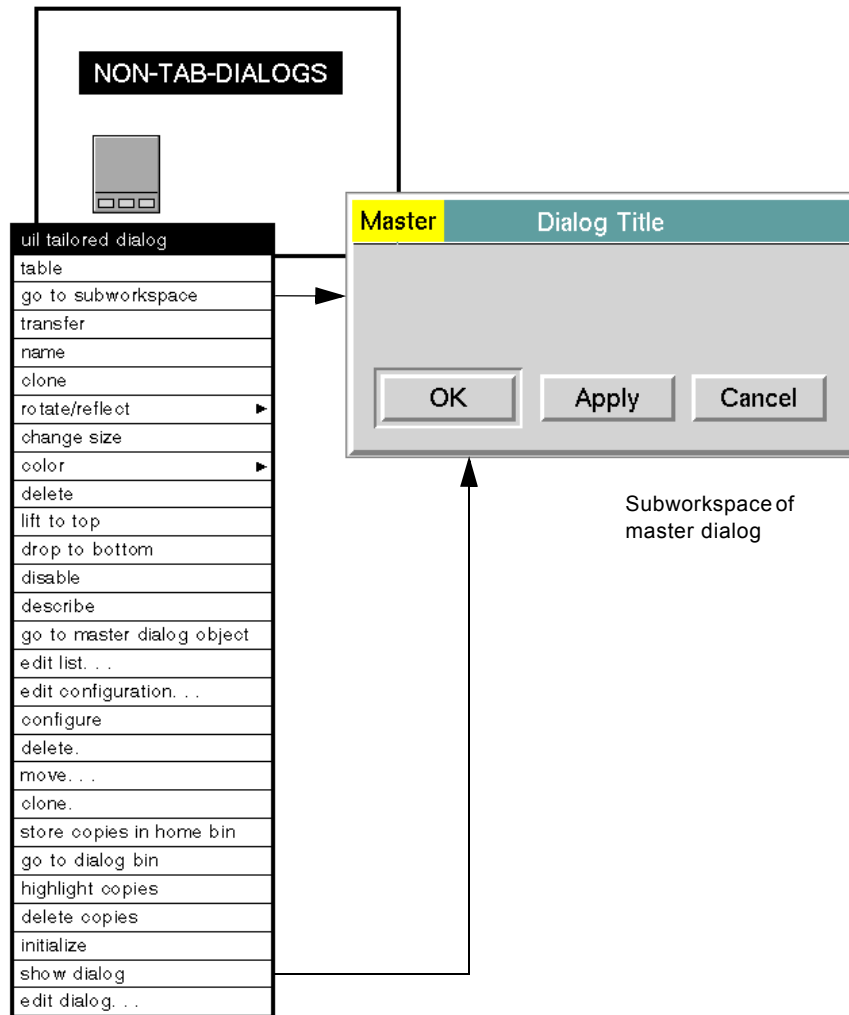 NON-TAB-DIALOGS
Master
Dialog Title
OK
Apply
Cancel
Subworkspace of
master dialog
uil tailored dialog
table
go to subworkspace
transfer
name
clone
rotate/reflect
change size
color
delete
lift to top
drop to bottom
disable
describe
go to master dialog object
edit list. . .
edit configuration. . .
configure
delete.
move. . .
clone.
store copies in home bin
go to dialog bin
highlight copies
delete copies
initialize
show dialog
edit dialog. . .